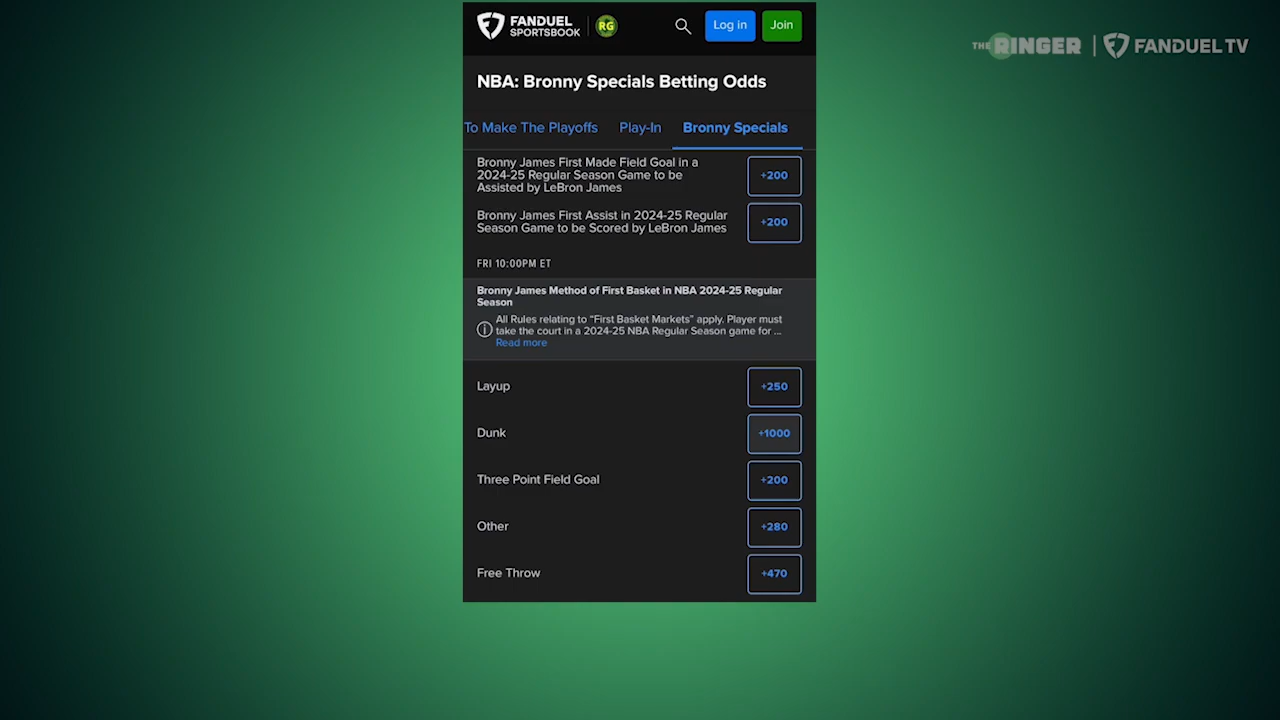 FANDUEL
SPORTSBOOK
RG
Log in
Join
THE RINGER | FANDUEL TV
NBA: Bronny Specials Betting Odds
To Make The Playoffs
Play-In
Bronny Specials
Bronny James First Made Field Goal in a
2024-25 Regular Season Game to be
Assisted by LeBron James
+200
Bronny James First Assist in 2024-25 Regular
Season Game to be Scored by LeBron James
+200
FRI 10:00PM ET
Bronny James Method of First Basket in NBA 2024-25 Regular
Season
All Rules relating to “First Basket Markets” apply. Player must
take the court in a 2024-25 NBA Regular Season game for ...
Read more
Layup
+250
Dunk
+1000
Three Point Field Goal
+200
Other
+280
Free Throw
+470